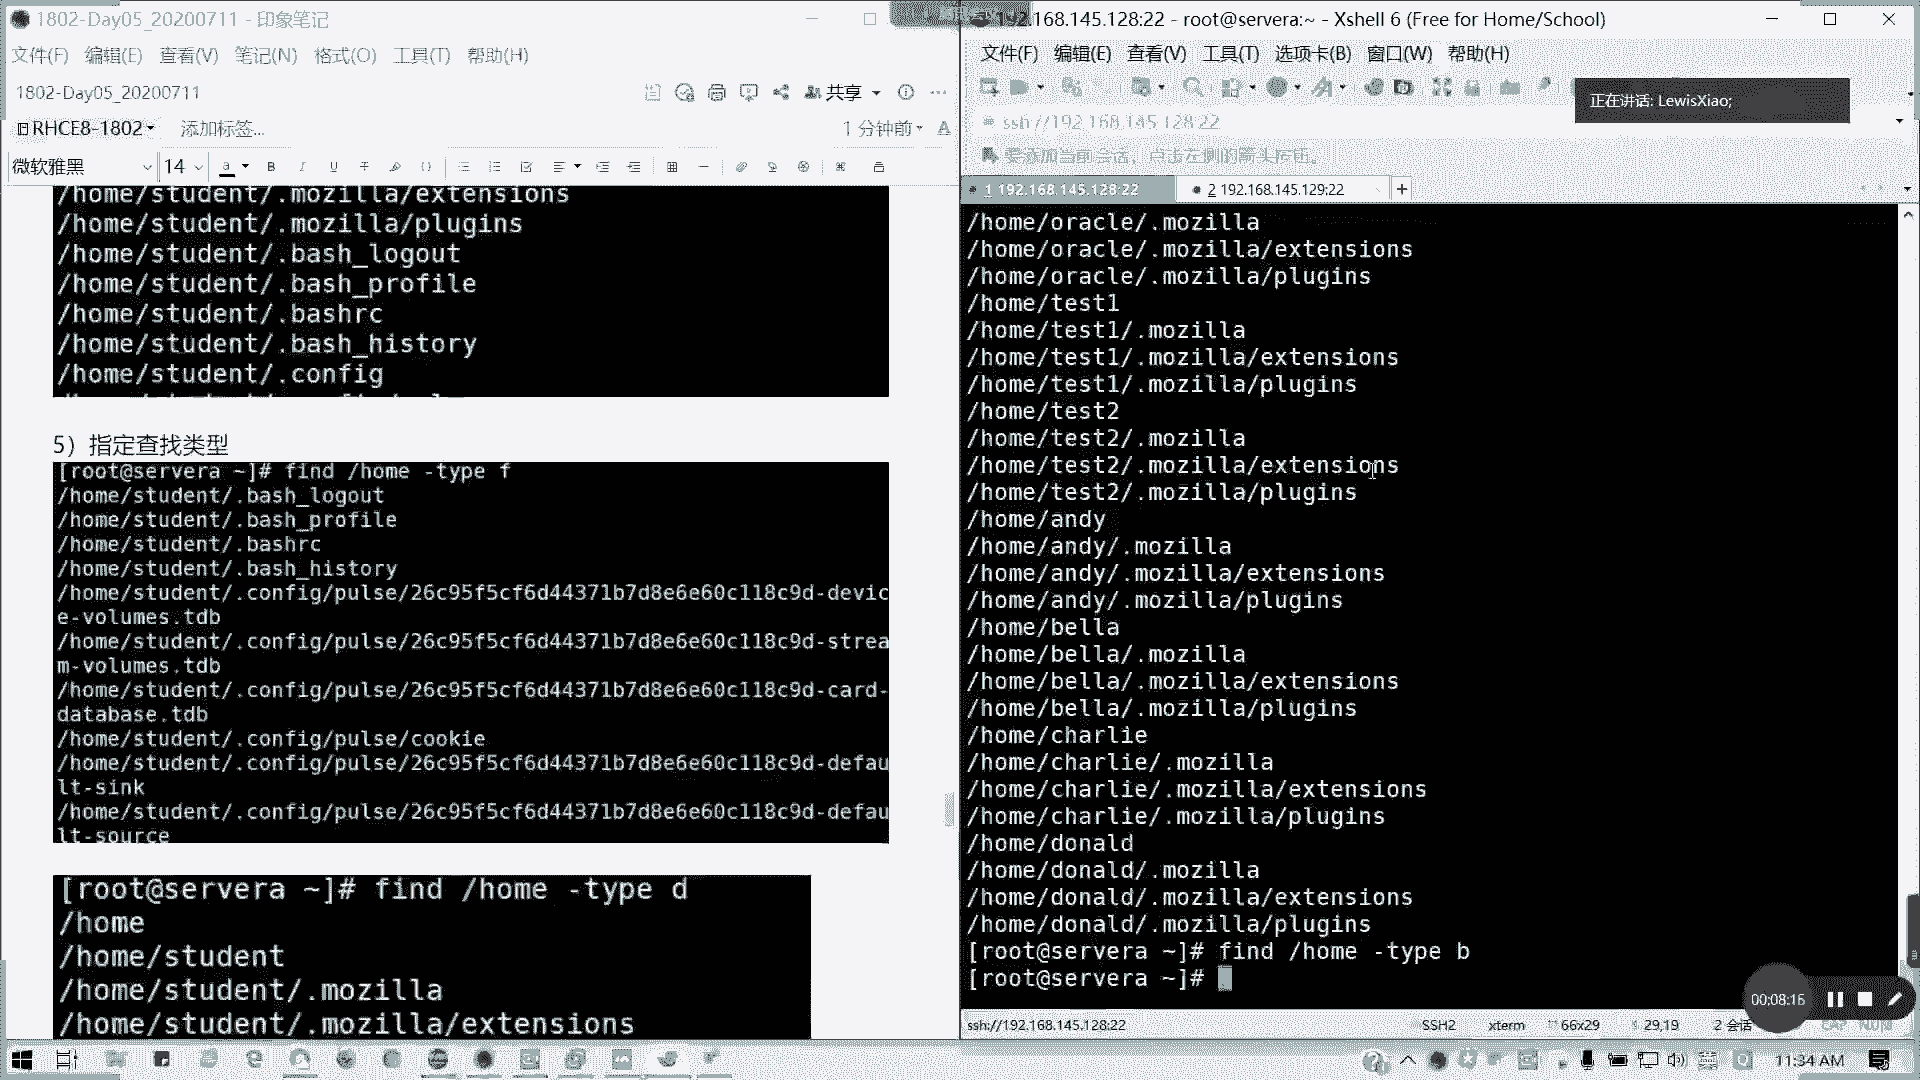 1802-Day05_20200711 - 印象笔记
文件(F) 编辑(E) 查看(V) 笔记(N) 格式(O) 工具(T) 帮助(H)
1802-Day05_20200711
共享
RHCE8-1802
添加标签...
1 分钟前
微软雅黑
14
/home/student/.mozilla/extensions
/home/student/.mozilla/plugins
/home/student/.bash_logout
/home/student/.bash_profile
/home/student/.bashrc
/home/student/.bash_history
/home/student/.config
5）指定查找类型
[root@servera ~]# find /home -type f
/home/student/.bash_logout
/home/student/.bash_profile
/home/student/.bashrc
/home/student/.bash_history
/home/student/.config/pulse/26c95f5cf6d44371b7d8e6e60c118c9d-devic
e-volumes.tdb
/home/student/.config/pulse/26c95f5cf6d44371b7d8e6e60c118c9d-strea
m-volumes.tdb
/home/student/.config/pulse/26c95f5cf6d44371b7d8e6e60c118c9d-card-
database.tdb
/home/student/.config/pulse/cookie
/home/student/.config/pulse/26c95f5cf6d44371b7d8e6e60c118c9d-defau
lt-sink
/home/student/.config/pulse/26c95f5cf6d44371b7d8e6e60c118c9d-defau
lt-source
[root@servera ~]# find /home -type d
/home
/home/student
/home/student/.mozilla
/home/student/.mozilla/extensions
192.168.145.128:22 - root@servera:~ - Xshell 6 (Free for Home/School)
文件(F) 编辑(E) 查看(V) 工具(T) 选项卡(B) 窗口(W) 帮助(H)
正在讲话: LewisXiao;
ssh://192.168.145.128:22
要添加当前会话，点击左侧的箭头按钮。
1 192.168.145.128:22
2 192.168.145.129:22
/home/oracle/.mozilla
/home/oracle/.mozilla/extensions
/home/oracle/.mozilla/plugins
/home/test1
/home/test1/.mozilla
/home/test1/.mozilla/extensions
/home/test1/.mozilla/plugins
/home/test2
/home/test2/.mozilla
/home/test2/.mozilla/extensions
/home/test2/.mozilla/plugins
/home/andy
/home/andy/.mozilla
/home/andy/.mozilla/extensions
/home/andy/.mozilla/plugins
/home/bella
/home/bella/.mozilla
/home/bella/.mozilla/extensions
/home/bella/.mozilla/plugins
/home/charlie
/home/charlie/.mozilla
/home/charlie/.mozilla/extensions
/home/charlie/.mozilla/plugins
/home/donald
/home/donald/.mozilla
/home/donald/.mozilla/extensions
/home/donald/.mozilla/plugins
[root@servera ~]# find /home -type b
[root@servera ~]#
00:08:15
ssh://192.168.145.128:22
SSH2
xterm
66x29
29,19
2 会话
11:34 AM